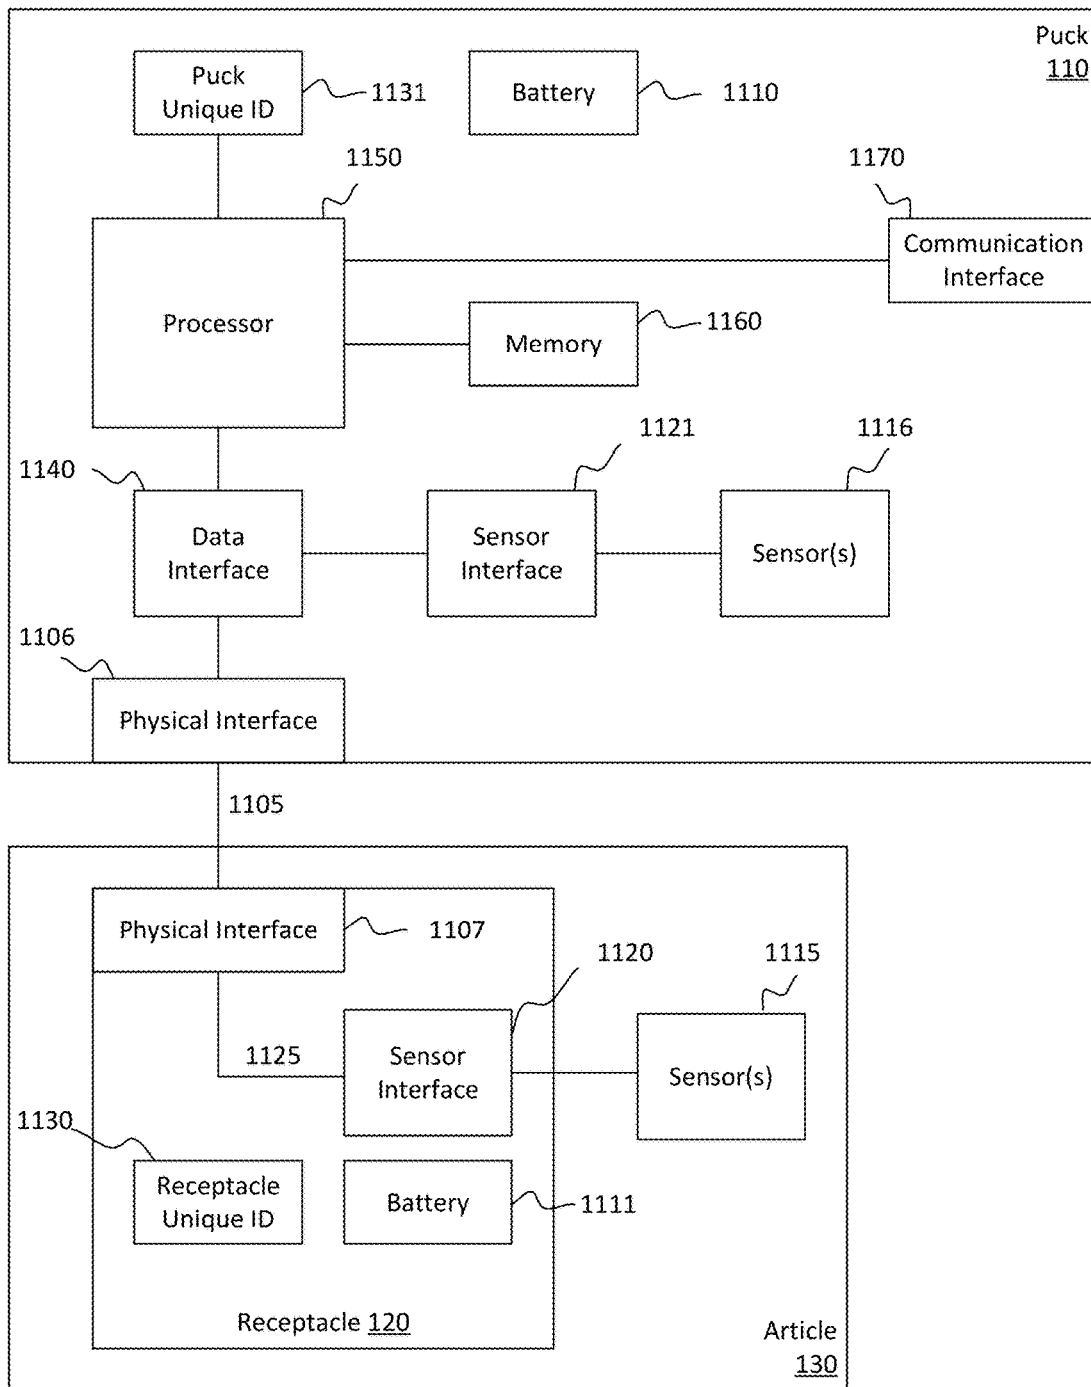 Puck
110
Puck
Unique ID
1131
Battery
1110
1150
1170
Processor
Communication
Interface
Memory
1160
1140
1121
1116
Data
Interface
Sensor
Interface
Sensor(s)
1106
Physical Interface
1105
Physical Interface
1107
1120
1115
1125
Sensor
Interface
Sensor(s)
1130
Receptacle
Unique ID
Battery
1111
Receptacle 120
Article
130